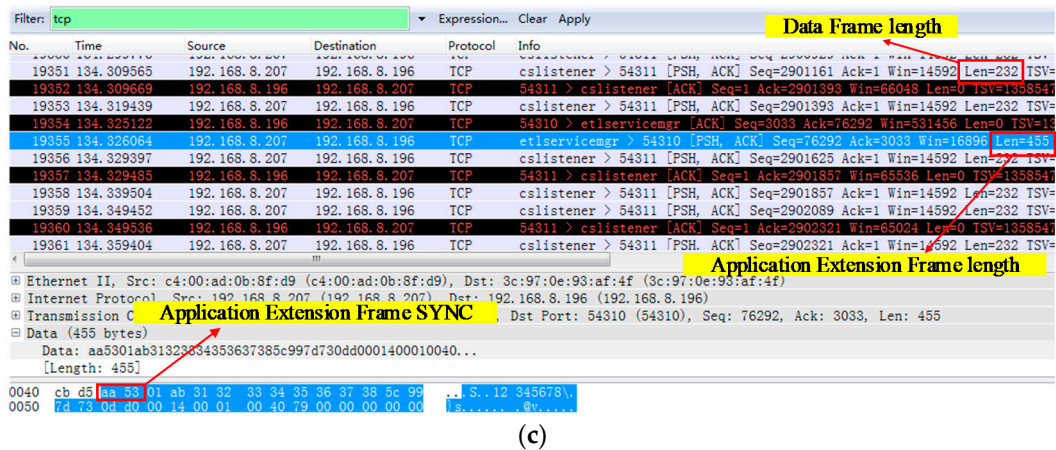 Filter: tcp Expression... Clear Apply
Data Frame length
No. Time Source Destination Protocol Info
19351 134.309565 192.168.8.207 192.168.8.196 TCP cslistener > 54311 [PSH, ACK] Seq=2901161 Ack=1 Win=14592 Len=232 TSV=
19352 134.309669 192.168.8.196 192.168.8.207 TCP 54311 > cslistener [ACK] Seq=1 Ack=2901393 Win=66048 Len=0 TSV=1358547
19353 134.319439 192.168.8.207 192.168.8.196 TCP cslistener > 54311 [PSH, ACK] Seq=2901393 Ack=1 Win=14592 Len=232 TSV=
19354 134.325122 192.168.8.196 192.168.8.207 TCP 54310 > etlservicemgr [ACK] Seq=3033 Ack=76292 Win=531456 Len=0 TSV=13
19355 134.326064 192.168.8.207 192.168.8.196 TCP etlservicemgr > 54310 [PSH, ACK] Seq=76292 Ack=3033 Win=16896 Len=455
19356 134.329397 192.168.8.207 192.168.8.196 TCP cslistener > 54311 [PSH, ACK] Seq=2901625 Ack=1 Win=14592 Len=232 TSV=
19357 134.329485 192.168.8.196 192.168.8.207 TCP 54311 > cslistener [ACK] Seq=1 Ack=2901857 Win=65536 Len=0 TSV=1358547
19358 134.339504 192.168.8.207 192.168.8.196 TCP cslistener > 54311 [PSH, ACK] Seq=2901857 Ack=1 Win=14592 Len=232 TSV=
19359 134.349452 192.168.8.207 192.168.8.196 TCP cslistener > 54311 [PSH, ACK] Seq=2902089 Ack=1 Win=14592 Len=232 TSV=
19360 134.349536 192.168.8.196 192.168.8.207 TCP 54311 > cslistener [ACK] Seq=1 Ack=2902321 Win=65024 Len=0 TSV=1358547
19361 134.359404 192.168.8.207 192.168.8.196 TCP cslistener > 54311 [PSH, ACK] Seq=2902321 Ack=1 Win=14592 Len=232 TSV=
Application Extension Frame length
Ethernet II, Src: c4:00:ad:0b:8f:d9 (c4:00:ad:0b:8f:d9), Dst: 3c:97:0e:93:af:4f (3c:97:0e:93:af:4f)
Internet Protocol, Src: 192.168.8.207 (192.168.8.207), Dst: 192.168.8.196 (192.168.8.196)
Transmission C Application Extension Frame SYNC , Dst Port: 54310 (54310), Seq: 76292, Ack: 3033, Len: 455
Data (455 bytes)
Data: aa5301ab31323334353637385c997d730dd0001400010040...
[Length: 455]
0040 cb d5 aa 53 01 ab 31 32 33 34 35 36 37 38 5c 99 ...S..12 345678\.
0050 7d 73 0d d0 00 14 00 01 00 40 79 00 00 00 00 00 }s...... .@y.....
(c)